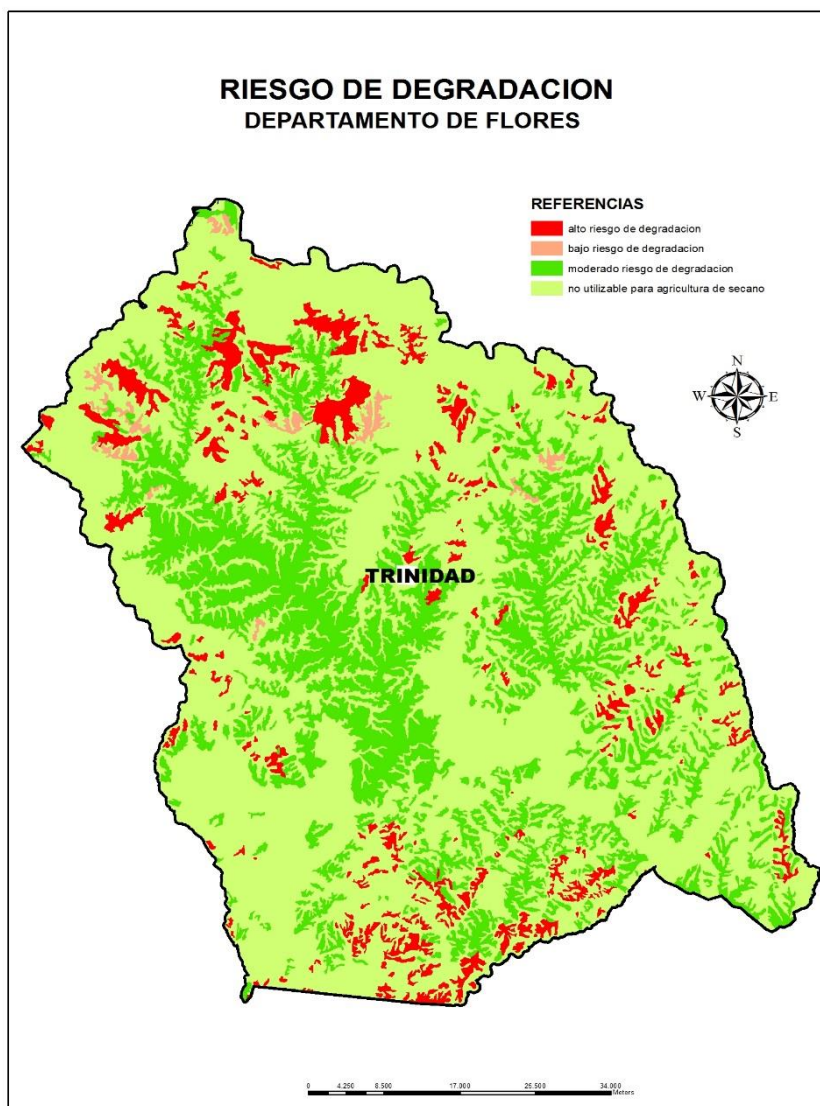 RIESGO DE DEGRADACION
DEPARTAMENTO DE FLORES
REFERENCIAS
alto riesgo de degradacion
bajo riesgo de degradacion
moderado riesgo de degradacion
no utilizable para agricultura de secano
N
W E
S
TRINIDAD
0 4.250 8.500 17.000 25.500 34.000
Meters